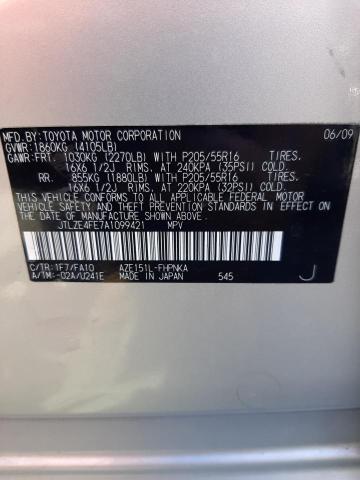 MFD.BY:TOYOTA MOTOR CORPORATION 06/09
GVWR:1860KG (4105LB)
GAWR:FRT. 1030KG (2270LB) WITH P205/55R16 TIRES.
16X6 1/2J RIMS. AT 240KPA (35PSI) COLD.
RR. 855KG (1880LB) WITH P205/55R16 TIRES.
16X6 1/2J RIMS. AT 220KPA (32PSI) COLD.
THIS VEHICLE CONFORMS TO ALL APPLICABLE FEDERAL MOTOR
VEHICLE SAFETY AND THEFT PREVENTION STANDARDS IN
EFFECT ON THE DATE OF MANUFACTURE SHOWN ABOVE.
JTLZE4FE7A1099421 MPV
C/TR:1F7/FA10 AZE151L-FHPNKA
A/TM:-02A/U241E MADE IN JAPAN 545 J